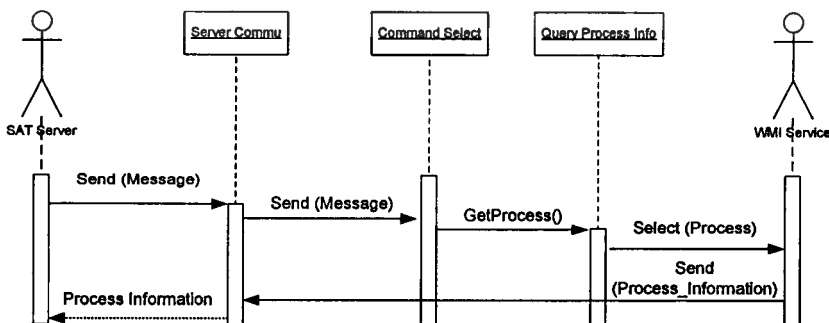 Server Commu
Command Select
Query Process Info
SAT Server
WMI Service
Send (Message)
Send (Message)
GetProcess()
Select (Process)
Send
(Process_Information)
Process Information